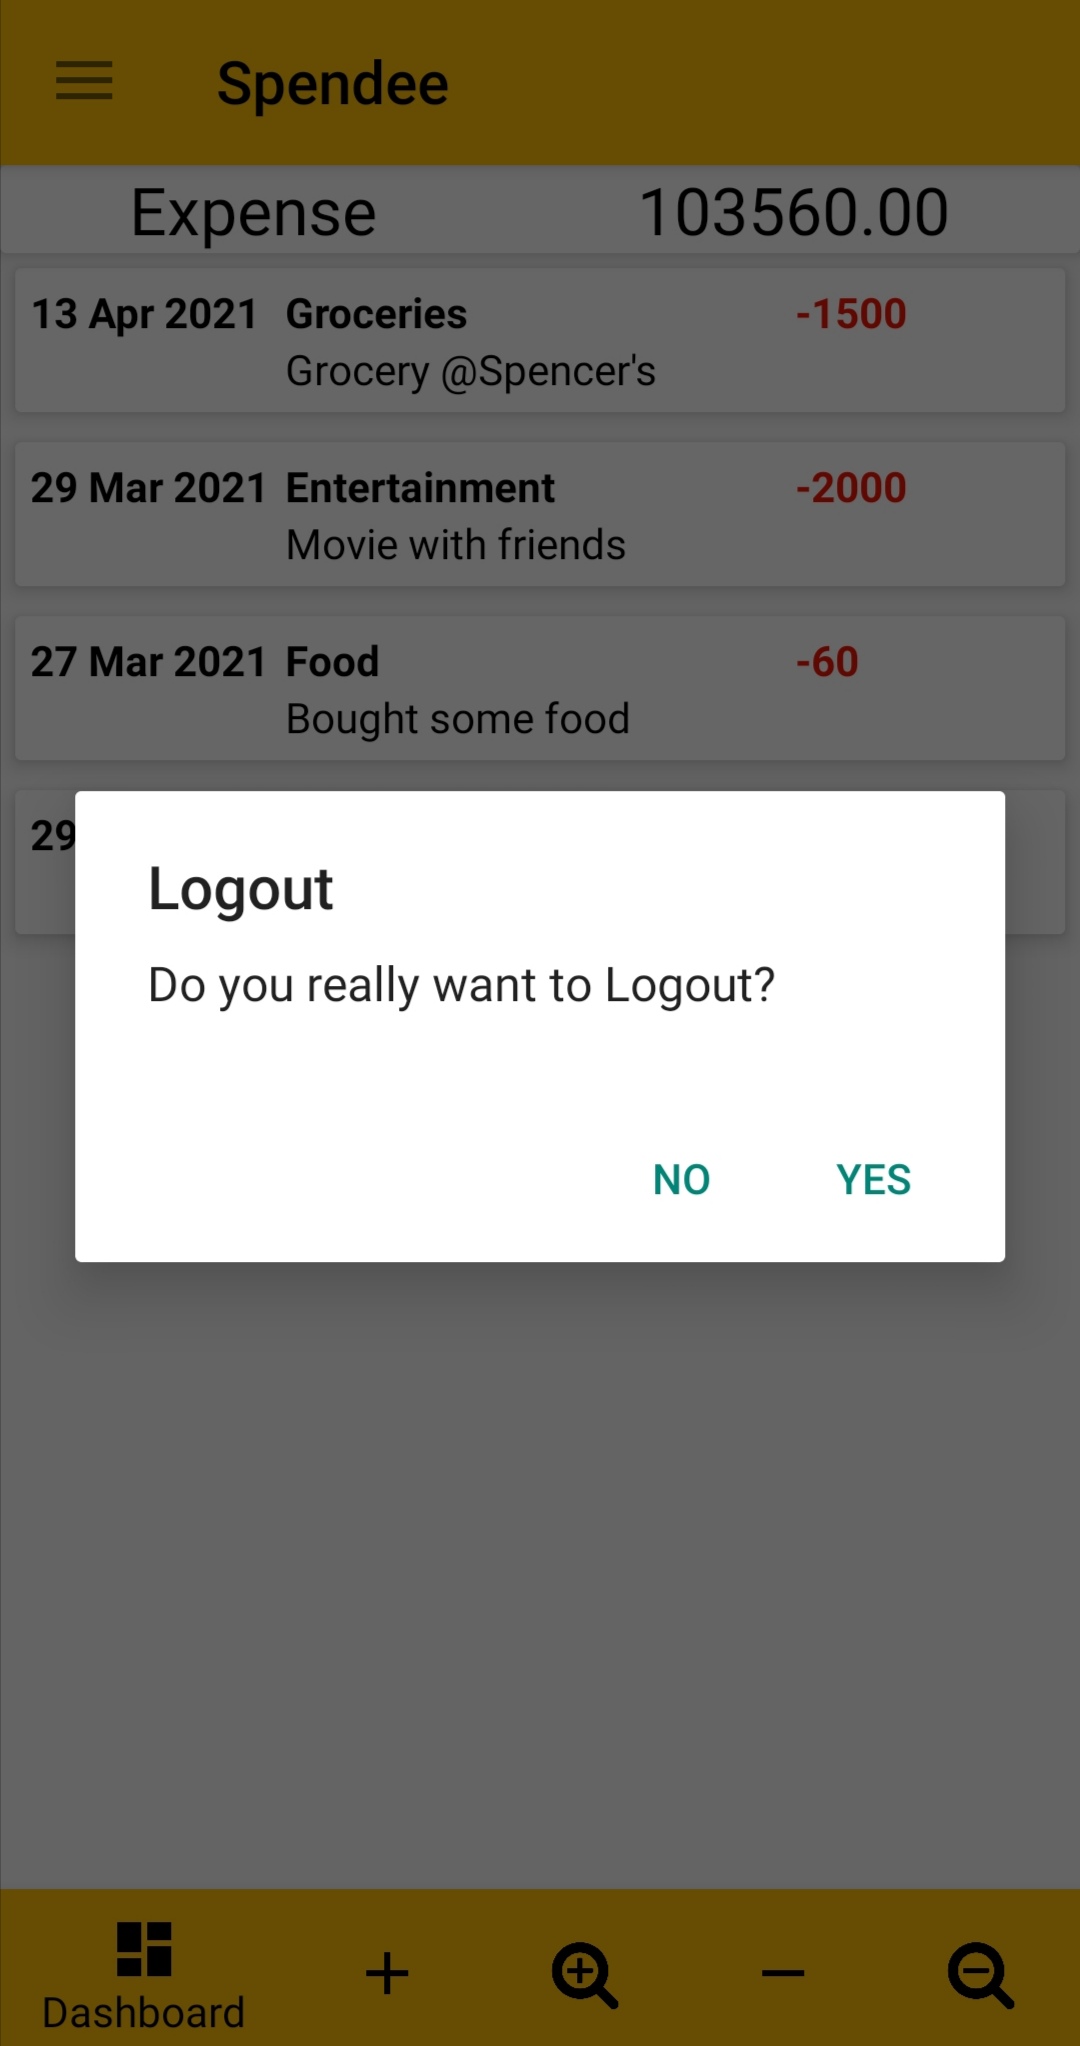 Spendee
Expense 103560.00
13 Apr 2021 Groceries -1500
Grocery @Spencer's
29 Mar 2021 Entertainment -2000
Movie with friends
27 Mar 2021 Food -60
Bought some food
29
Logout
Do you really want to Logout?
NO YES
Dashboard